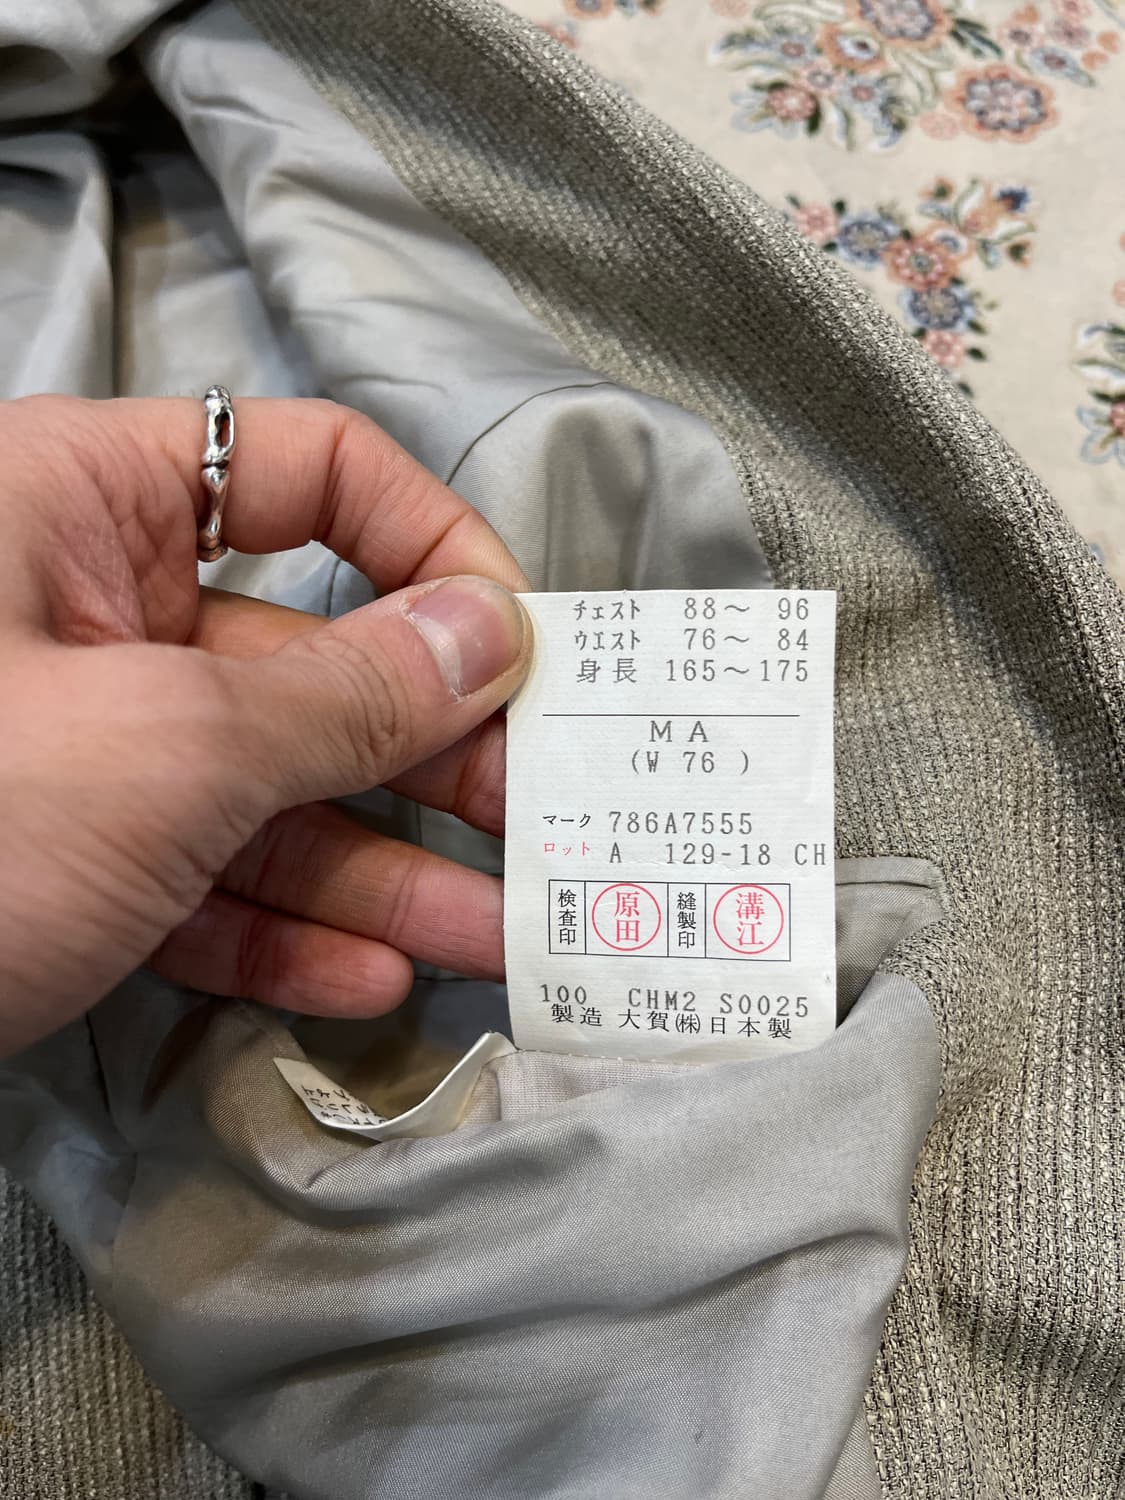 チェスト 88～ 96
ウエスト 76～ 84
身長 165～175
MA
(W 76 )
マーク 786A7555
ロット A 129-18 CH
検査印 原田 縫製印 溝江
100 CHM2 S0025
製造 大賀㈱日本製